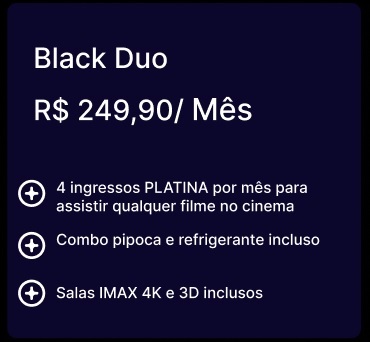 Black Duo
R$ 249,90/ Mês
4 ingressos PLATINA por mês para
assistir qualquer filme no cinema
Combo pipoca e refrigerante incluso
Salas IMAX 4K e 3D inclusos